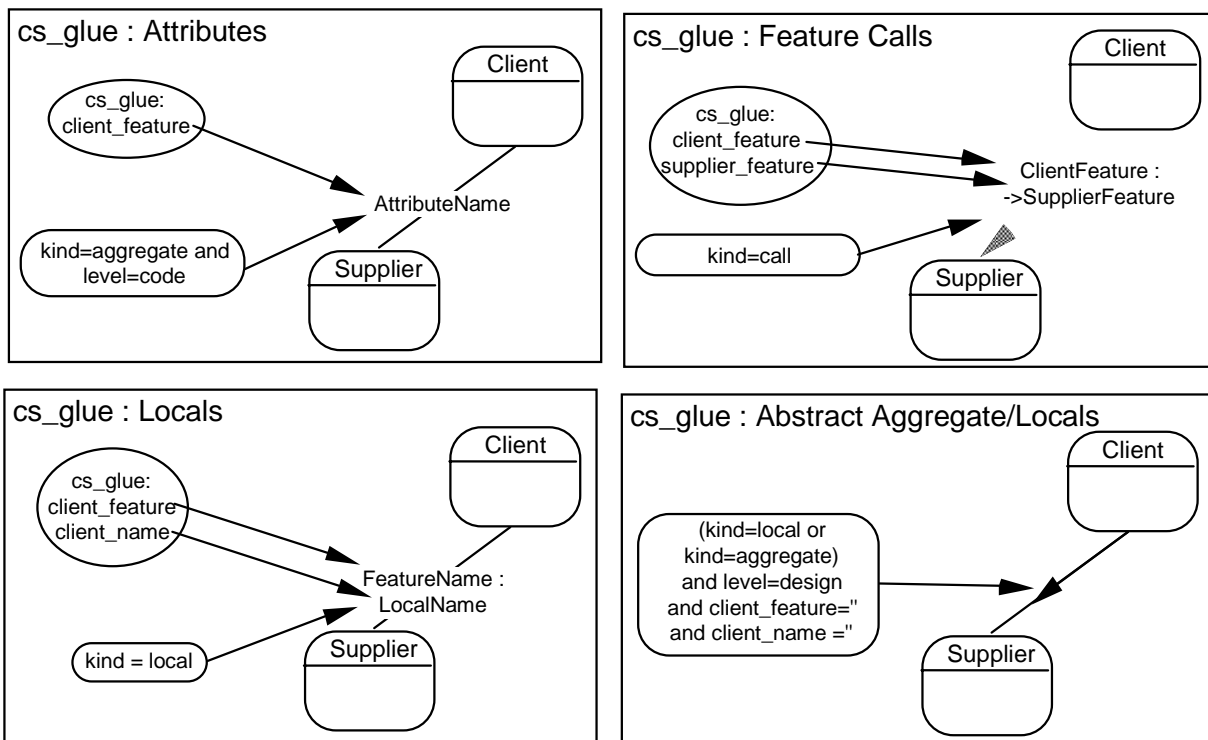 cs_glue : Attributes
Client
cs_glue:
client_feature
AttributeName
kind=aggregate and
level=code
Supplier
cs_glue : Feature Calls
Client
cs_glue:
client_feature
supplier_feature
ClientFeature :
->SupplierFeature
kind=call
Supplier
cs_glue : Locals
Client
cs_glue:
client_feature
client_name
FeatureName :
LocalName
kind = local
Supplier
cs_glue : Abstract Aggregate/Locals
Client
(kind=local or
kind=aggregate)
and level=design
and client_feature=''
and client_name =''
Supplier